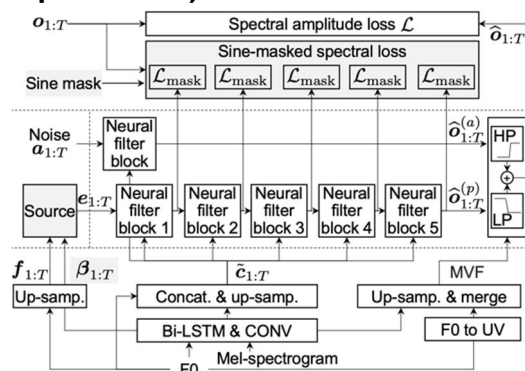 o₁:T
Spectral amplitude loss ℒ
ô₁:T
Sine-masked spectral loss
ℒmask ℒmask ℒmask ℒmask ℒmask
Sine mask
Noise
a₁:T
Neural
filter
block
ô₁:T⁽ᵃ⁾
HP
Source
e₁:T
Neural
filter
block 1
Neural
filter
block 2
Neural
filter
block 3
Neural
filter
block 4
Neural
filter
block 5
ô₁:T⁽ᵖ⁾
LP
f₁:T
β₁:T
c̃₁:T
MVF
Up-samp.
Concat. & up-samp.
Up-samp. & merge
Bi-LSTM & CONV
F0 to UV
F0
Mel-spectrogram